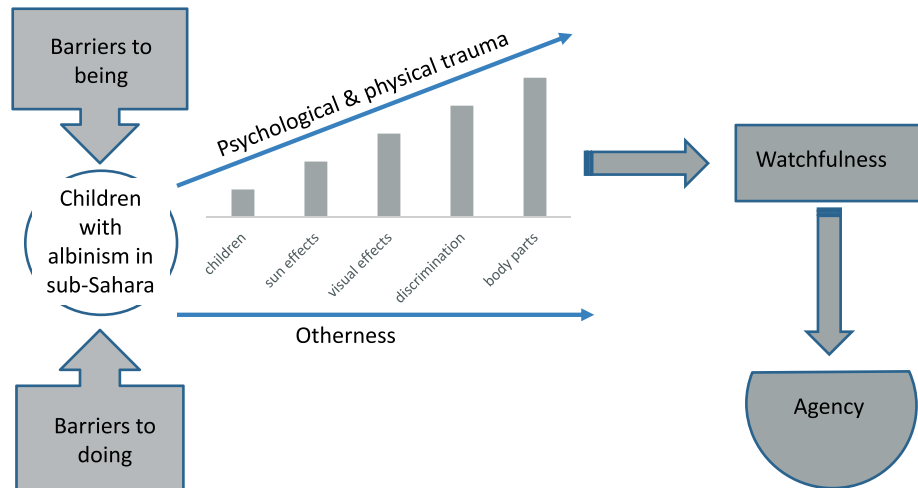 Barriers to
being
Psychological & physical trauma
Children
with
albinism in
sub-Sahara
children
sun effects
visual effects
discrimination
body parts
Otherness
Barriers to
doing
Watchfulness
Agency